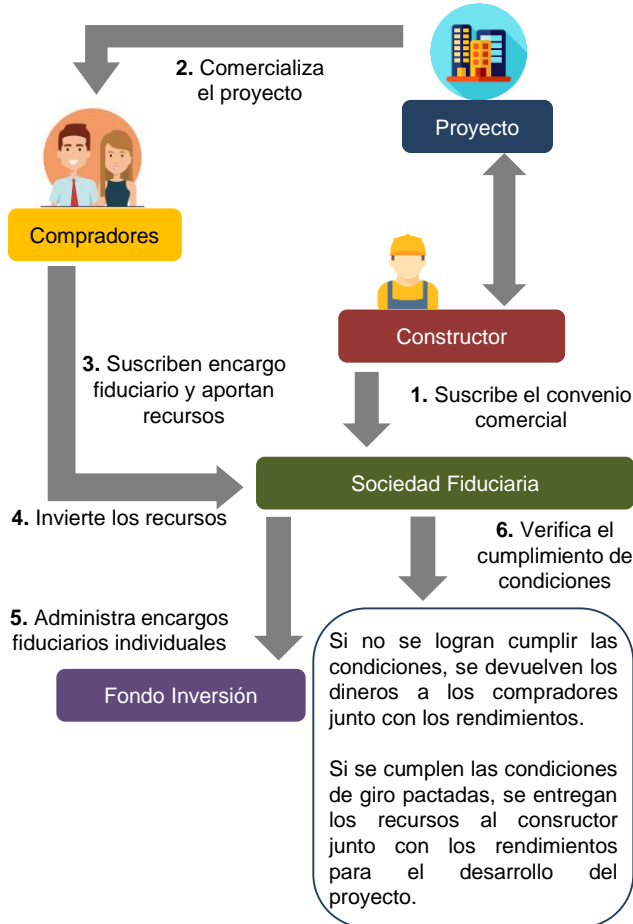 2. Comercializa
el proyecto
Proyecto
Compradores
Constructor
3. Suscriben encargo
fiduciario y aportan
recursos
1. Suscribe el convenio
comercial
Sociedad Fiduciaria
4. Invierte los recursos
6. Verifica el
cumplimiento de
condiciones
5. Administra encargos
fiduciarios individuales
Fondo Inversión
Si no se logran cumplir las
condiciones, se devuelven los
dineros a los compradores
junto con los rendimientos.
Si se cumplen las condiciones
de giro pactadas, se entregan
los recursos al consructor
junto con los rendimientos
para el desarrollo del
proyecto.